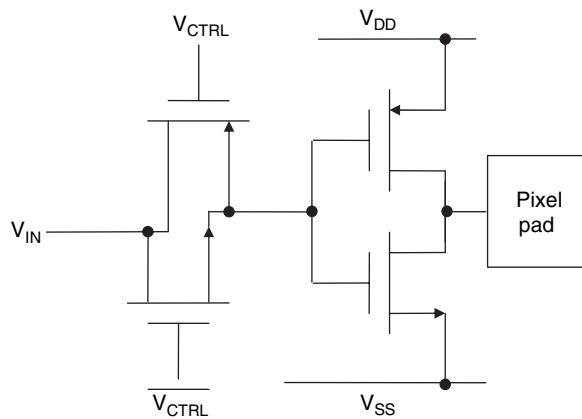 V_CTRL
V_DD
V_IN
Pixel
pad
V̅_CTRL
V_SS